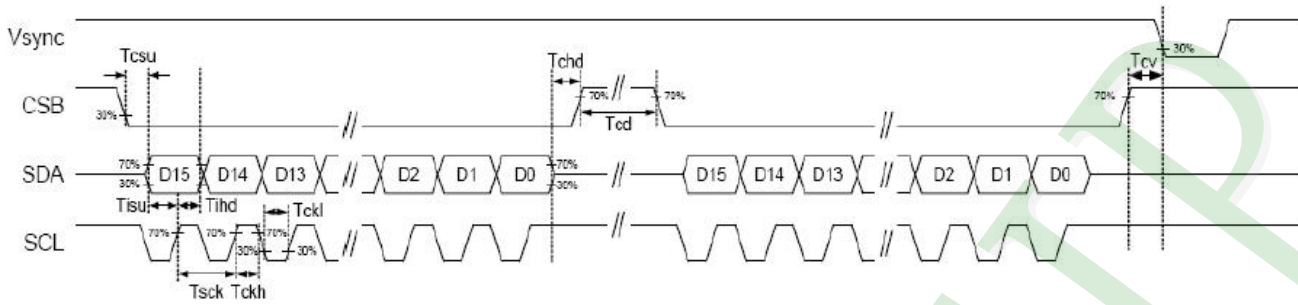 Vsync
30%
Tcsu
Tchd
Tcv
CSB
30%
70%
70%
70%
Tcd
SDA
70%
30%
D15
D14
D13
D2
D1
D0
70%
30%
D15
D14
D13
D2
D1
D0
Tisu
Tihd
Tckl
SCL
70%
70%
70%
30%
30%
Tsck
Tckh